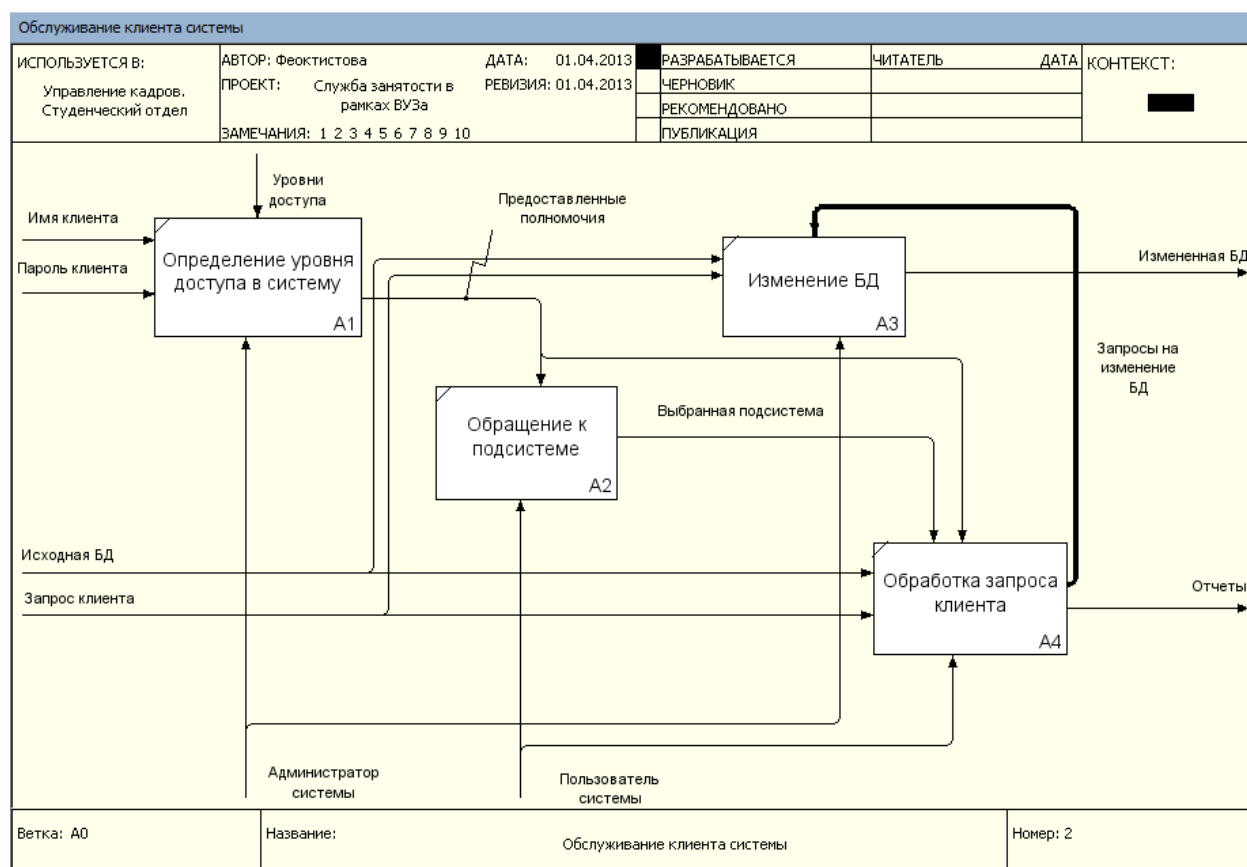 Обслуживание клиента системы
ИСПОЛЬЗУЕТСЯ В:
Управление кадров.
Студенческий отдел
АВТОР: Феоктистова
ДАТА: 01.04.2013
ПРОЕКТ: Служба занятости в
рамках ВУЗа
РЕВИЗИЯ: 01.04.2013
ЗАМЕЧАНИЯ: 1 2 3 4 5 6 7 8 9 10
РАЗРАБАТЫВАЕТСЯ
ЧЕРНОВИК
РЕКОМЕНДОВАНО
ПУБЛИКАЦИЯ
ЧИТАТЕЛЬ
ДАТА
КОНТЕКСТ:
Уровни
доступа
Имя клиента
Пароль клиента
Определение уровня
доступа в систему
A1
Предоставленные
полномочия
Изменение БД
A3
Измененная БД
Запросы на
изменение
БД
Обращение к
подсистеме
A2
Выбранная подсистема
Исходная БД
Запрос клиента
Обработка запроса
клиента
A4
Отчеты
Администратор
системы
Пользователь
системы
Ветка: A0
Название:
Обслуживание клиента системы
Номер: 2